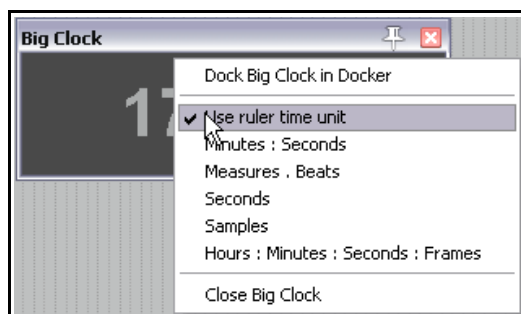 Big Clock
17
Dock Big Clock in Docker
Use ruler time unit
Minutes : Seconds
Measures . Beats
Seconds
Samples
Hours : Minutes : Seconds : Frames
Close Big Clock